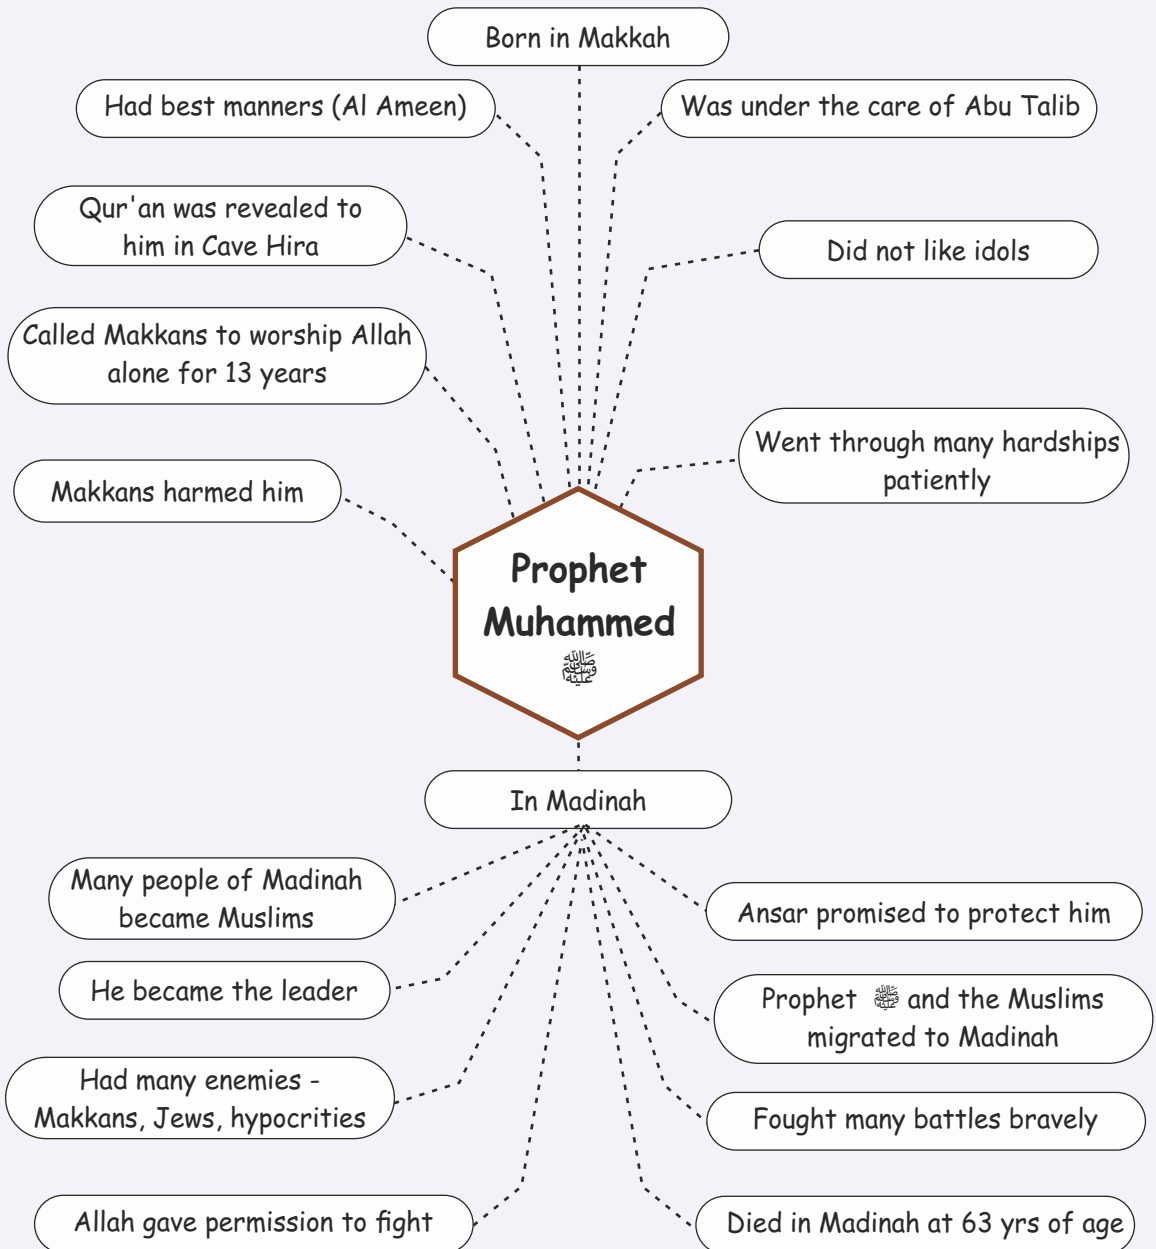 Born in Makkah
Had best manners (Al Ameen)
Was under the care of Abu Talib
Qur'an was revealed to
him in Cave Hira
Did not like idols
Called Makkans to worship Allah
alone for 13 years
Went through many hardships
patiently
Makkans harmed him
Prophet
Muhammed
ﷺ
In Madinah
Many people of Madinah
became Muslims
Ansar promised to protect him
He became the leader
Prophet ﷺ and the Muslims
migrated to Madinah
Had many enemies -
Makkans, Jews, hypocrities
Fought many battles bravely
Allah gave permission to fight
Died in Madinah at 63 yrs of age